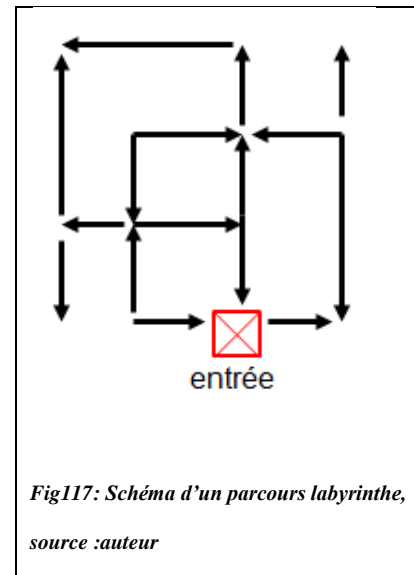 entrée
Fig117: Schéma d'un parcours labyrinthe,
source :auteur